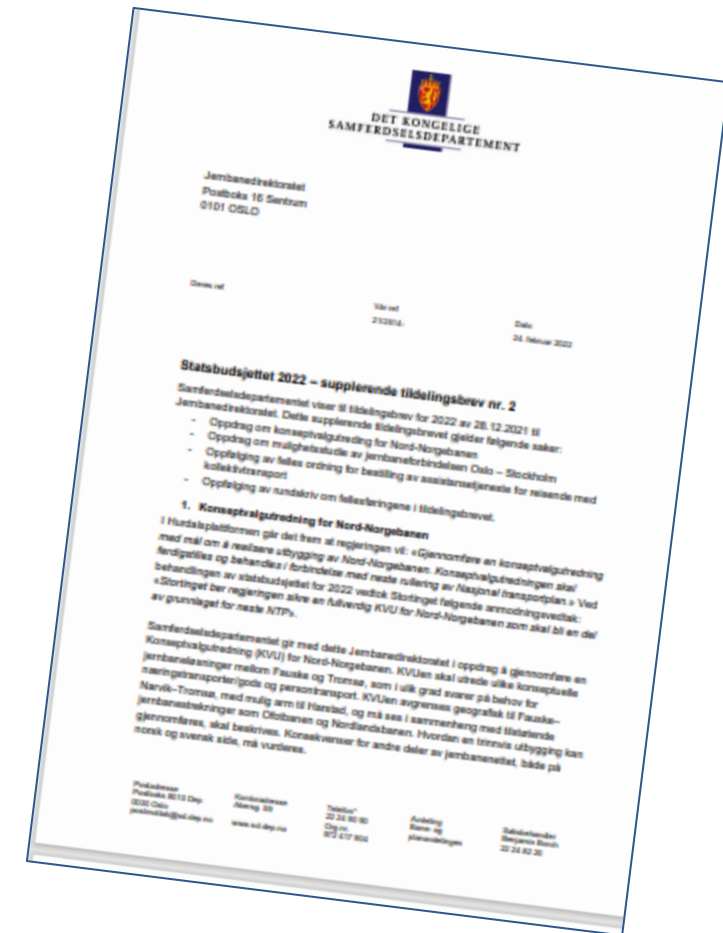 DET KONGELIGE
SAMFERDSELSDEPARTEMENT
Jernbanedirektoratet
Postboks 16 Sentrum
0101 OSLO
Deres ref
Vår ref
Dato
24. februar 2022
Statsbudsjettet 2022 – supplerende tildelingsbrev nr. 2
Samferdselsdepartementet viser til tildelingsbrev for 2022 av 28.12.2021 til
Jernbanedirektoratet. Dette supplerende tildelingsbrevet gjelder følgende saker:
- Oppdrag om konseptvalgutredning for Nord-Norgebanen
- Oppdrag om mulighetsstudie av jernbaneforbindelsen Oslo – Stockholm
- Oppfølging av felles ordning for bestilling av assistansetjeneste for reisende med
kollektivtransport
- Oppfølging av rundskriv om fellesføringene i tildelingsbrevet.
1. Konseptvalgutredning for Nord-Norgebanen
I Hurdalsplattformen går det frem at regjeringen vil: «Gjennomføre en konseptvalgutredning
med mål om å realisere utbygging av Nord-Norgebanen. Konseptvalgutredningen skal
ferdigstilles og behandles i forbindelse med neste rullering av Nasjonal transportplan.» Ved
behandlingen av statsbudsjettet for 2022 vedtok Stortinget følgende anmodningsvedtak:
«Stortinget ber regjeringen sikre en fullverdig KVU for Nord-Norgebanen som skal bli en del
av grunnlaget for neste NTP».
Samferdselsdepartementet gir med dette Jernbanedirektoratet i oppdrag å gjennomføre en
Konseptvalgutredning (KVU) for Nord-Norgebanen. KVUen skal utrede ulike konseptuelle
jernbaneløsninger mellom Fauske og Tromsø, som i ulik grad svarer på behov for
næringstransporter/gods og persontransport. KVUen avgrenses geografisk til Fauske–
Narvik–Tromsø, med mulig arm til Harstad, og må ses i sammenheng med tilstøtende
jernbanestrekninger som Ofotbanen og Nordlandsbanen. Hvordan en trinnvis utbygging kan
gjennomføres, skal beskrives. Konsekvenser for andre deler av jernbanenettet, både på
norsk og svensk side, må vurderes.
Postadresse
Postboks 8010 Dep
0030 Oslo
postmottak@sd.dep.no
Kontoradresse
Akersg. 59
www.sd.dep.no
Telefon*
22 24 90 90
Org.nr.
972 417 904
Avdeling
Bane- og
Saksbehandler
22 24 82 20